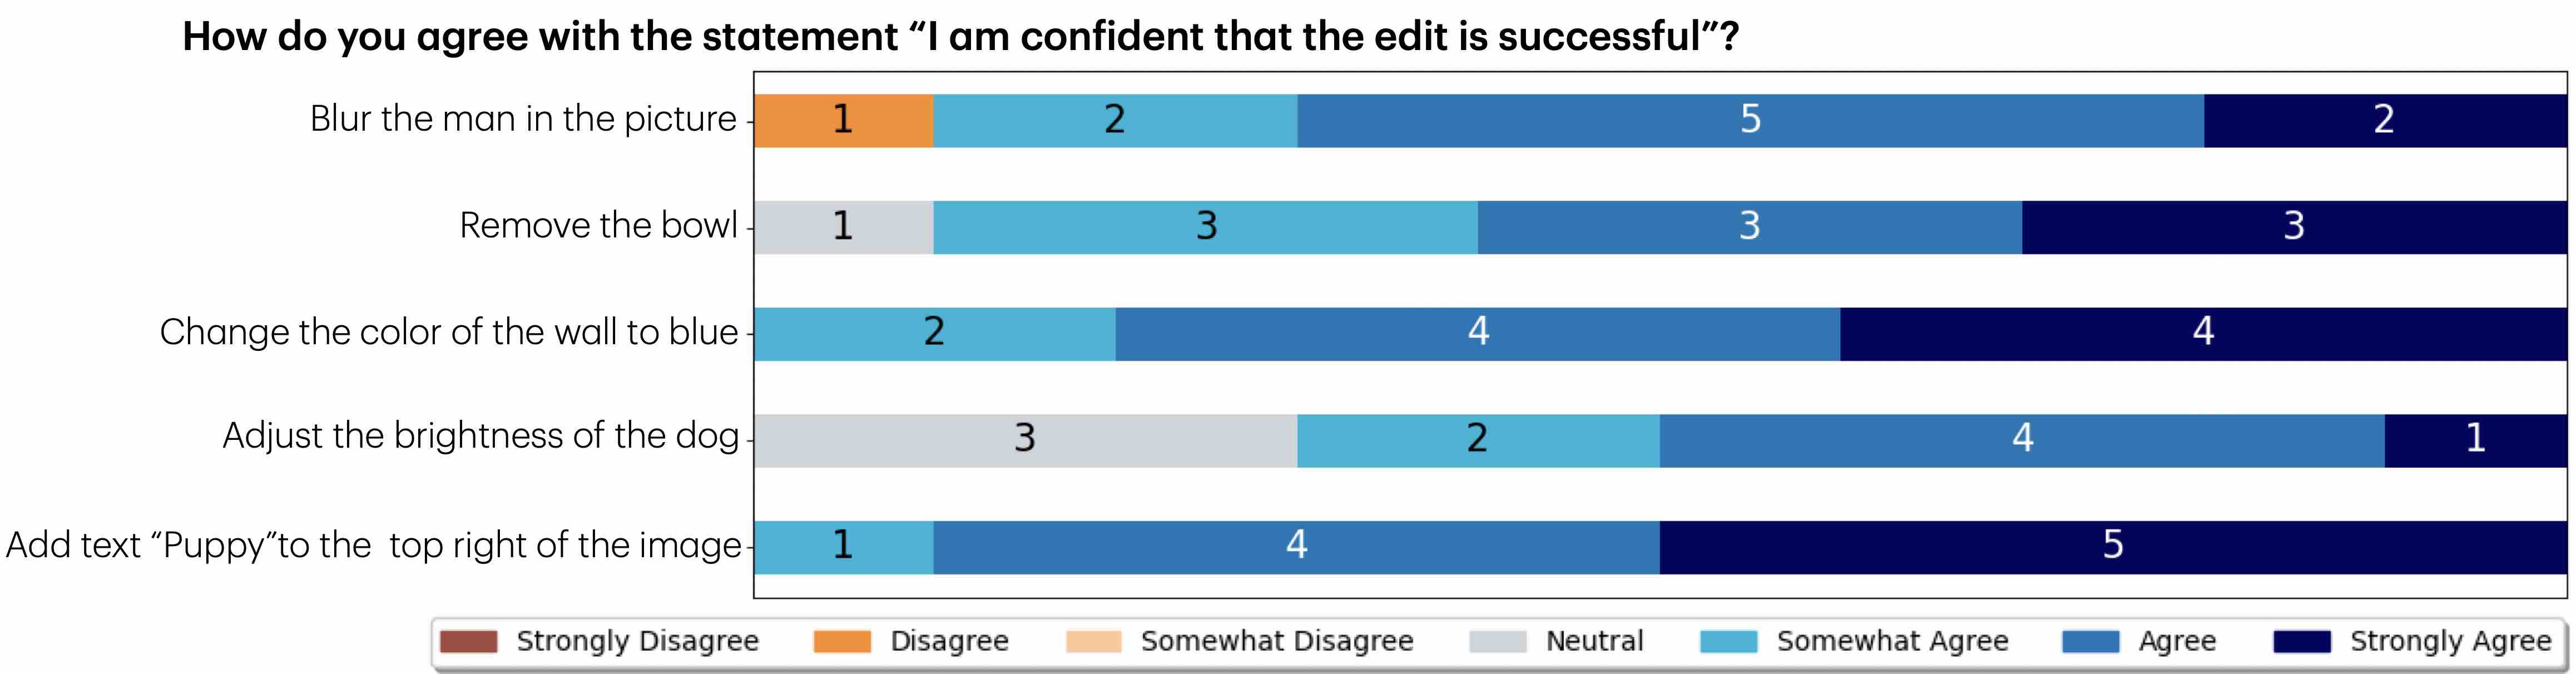 How do you agree with the statement “I am confident that the edit is successful”?
Blur the man in the picture 1 2 5 2
Remove the bowl 1 3 3 3
Change the color of the wall to blue 2 4 4
Adjust the brightness of the dog 3 2 4 1
Add text “Puppy”to the top right of the image 1 4 5
Strongly Disagree Disagree Somewhat Disagree Neutral Somewhat Agree Agree Strongly Agree